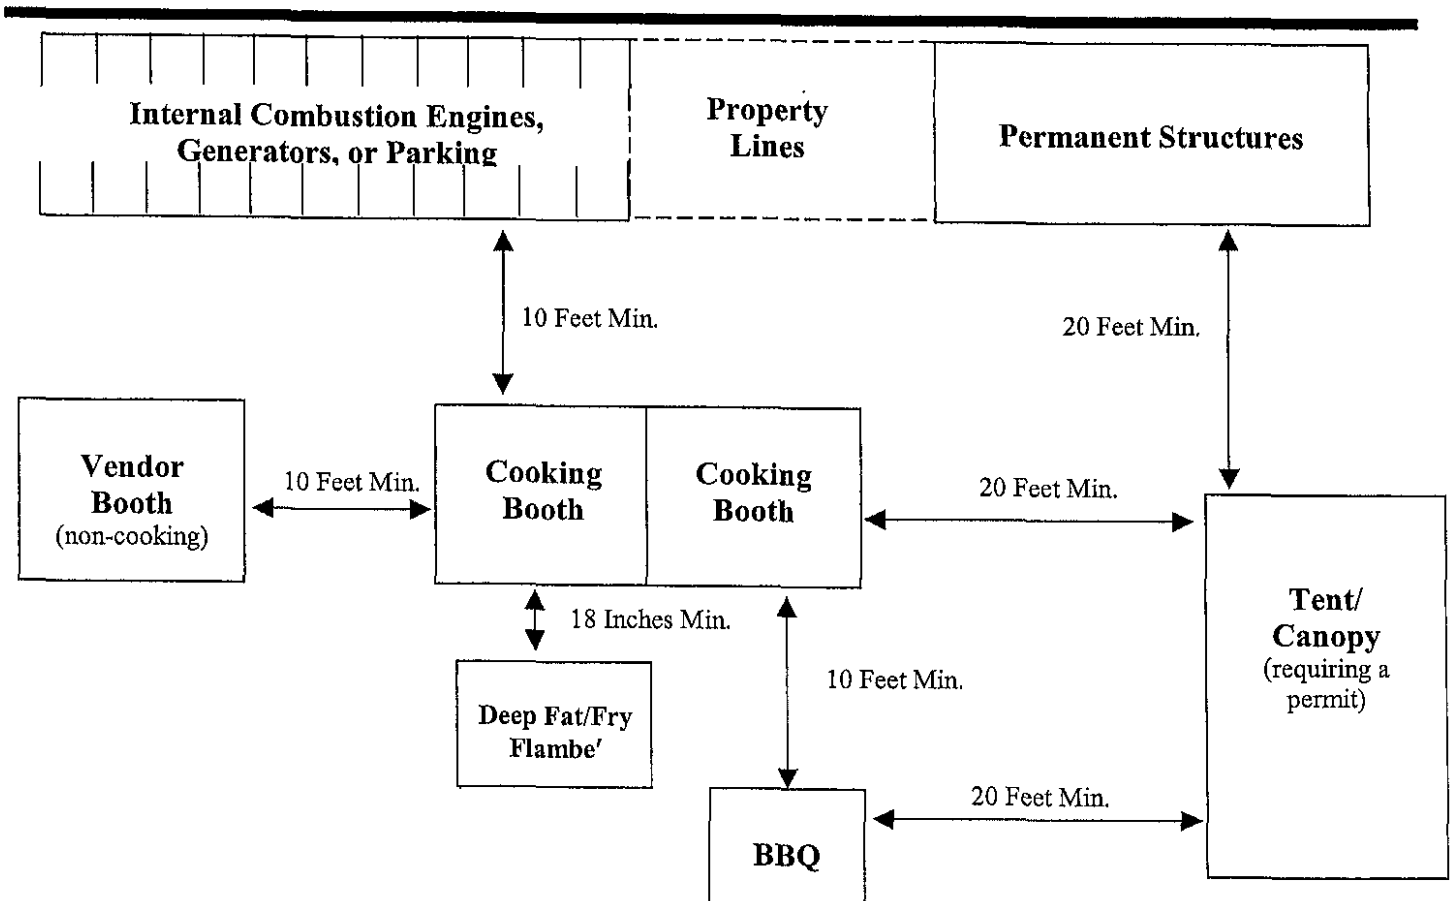 Internal Combustion Engines,
Generators, or Parking
Property
Lines
Permanent Structures
10 Feet Min.
20 Feet Min.
Vendor
Booth
(non-cooking)
10 Feet Min.
Cooking
Booth
Cooking
Booth
20 Feet Min.
Tent/
Canopy
(requiring a
permit)
18 Inches Min.
10 Feet Min.
Deep Fat/Fry
Flambe'
20 Feet Min.
BBQ